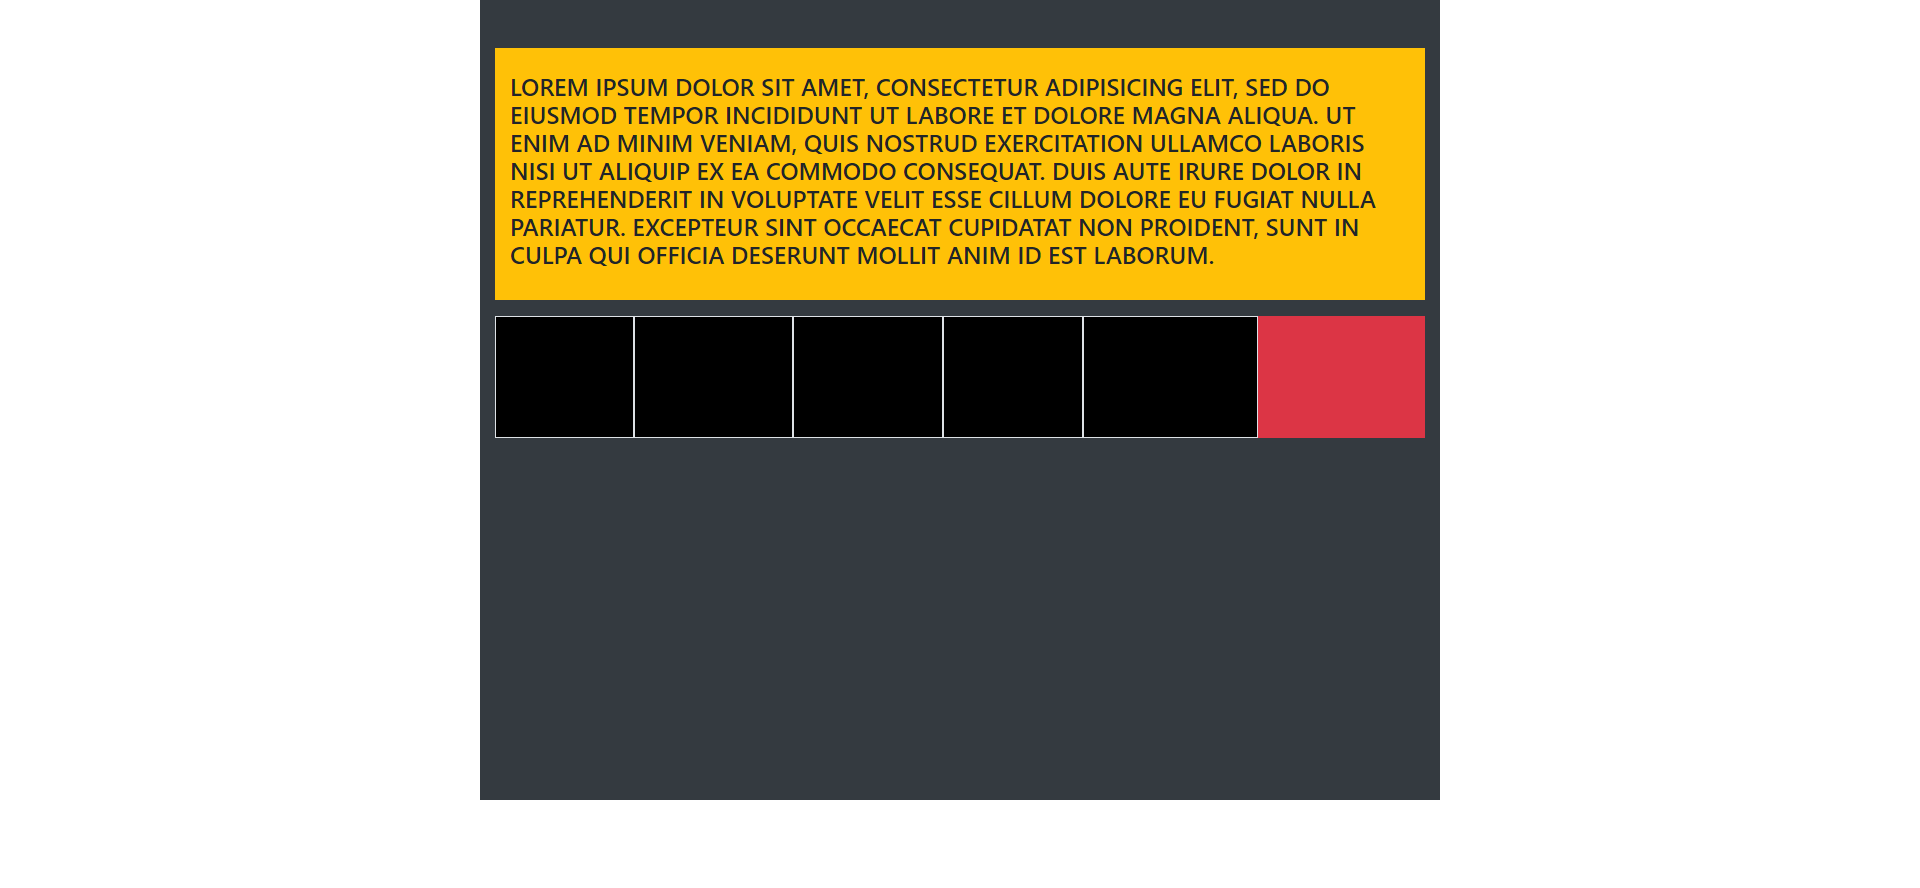 LOREM IPSUM DOLOR SIT AMET, CONSECTETUR ADIPISICING ELIT, SED DO
EIUSMOD TEMPOR INCIDIDUNT UT LABORE ET DOLORE MAGNA ALIQUA. UT
ENIM AD MINIM VENIAM, QUIS NOSTRUD EXERCITATION ULLAMCO LABORIS
NISI UT ALIQUIP EX EA COMMODO CONSEQUAT. DUIS AUTE IRURE DOLOR IN
REPREHENDERIT IN VOLUPTATE VELIT ESSE CILLUM DOLORE EU FUGIAT NULLA
PARIATUR. EXCEPTEUR SINT OCCAECAT CUPIDATAT NON PROIDENT, SUNT IN
CULPA QUI OFFICIA DESERUNT MOLLIT ANIM ID EST LABORUM.